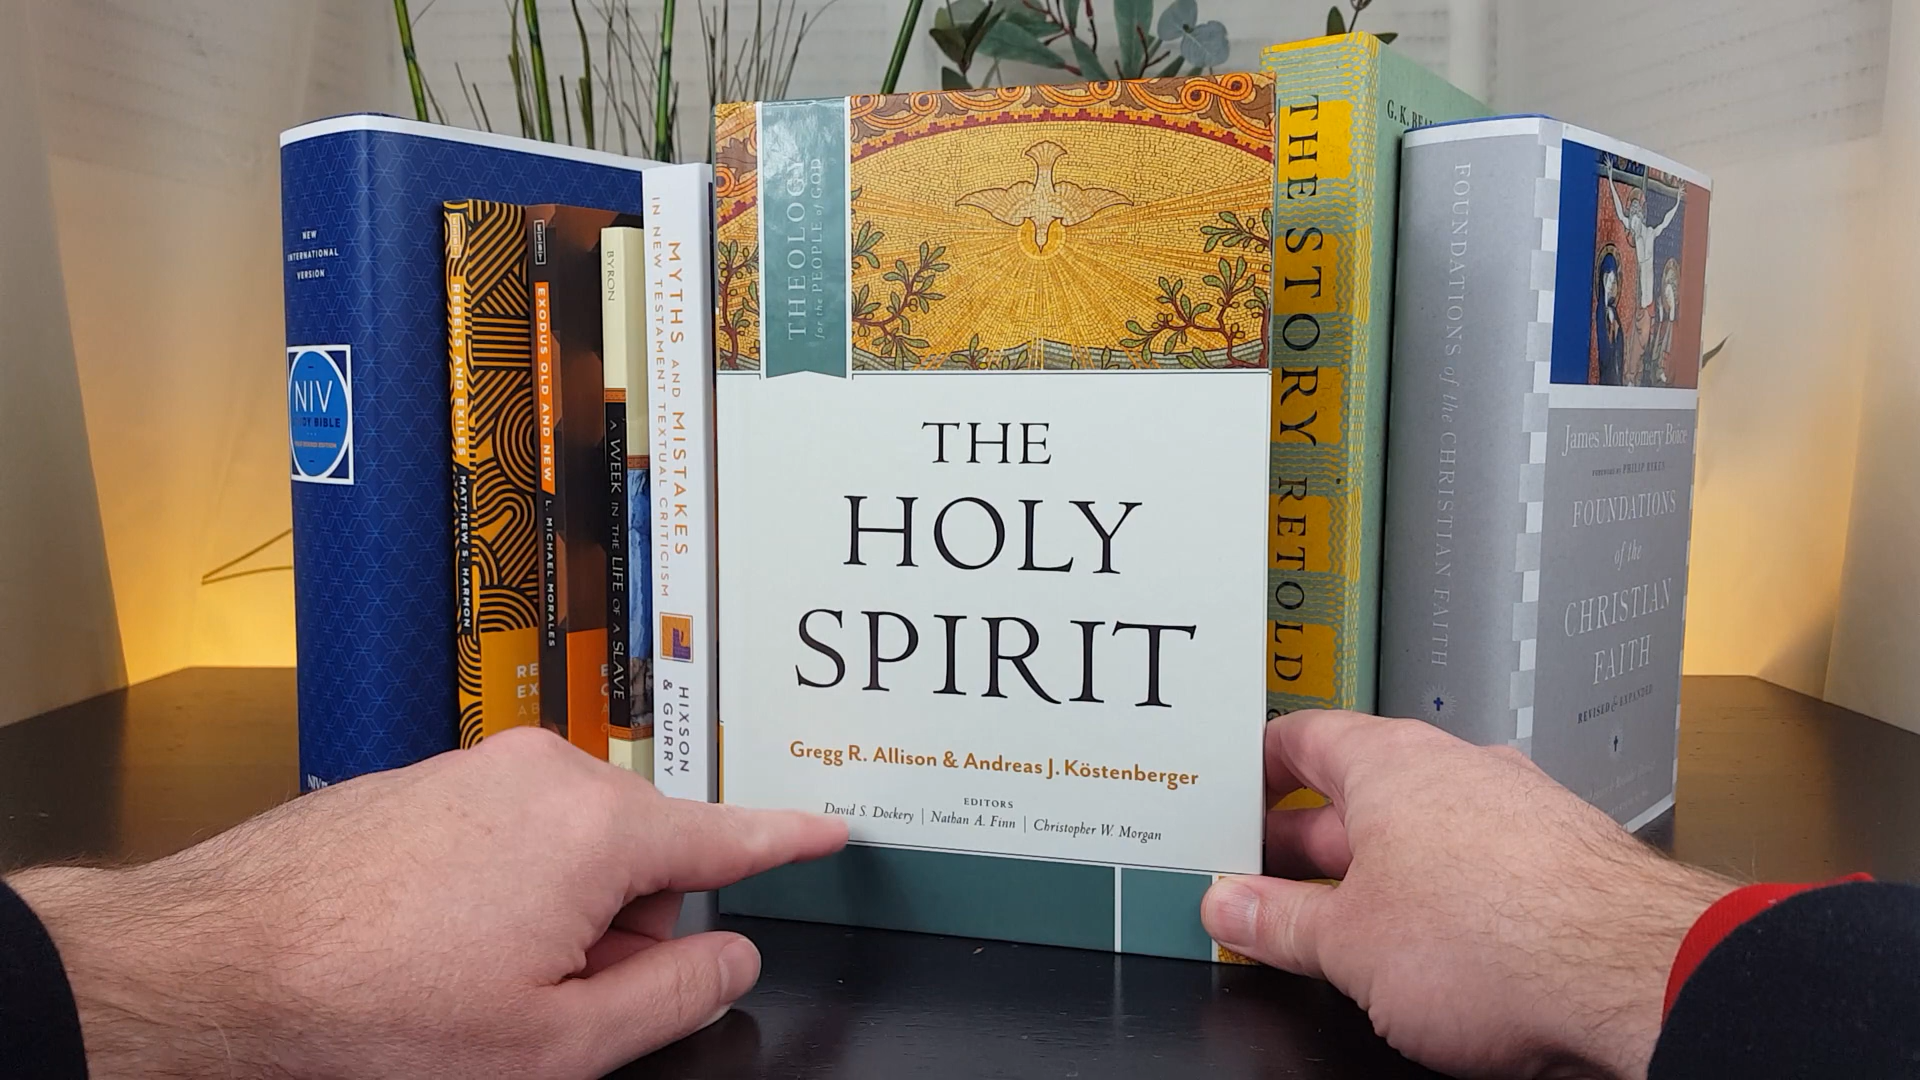 NEW
INTERNATIONAL
VERSION
NIV
BIBLE
REBELS AND EXILES
MATTHEW S. HARMON
RE
EX
EXODUS OLD AND NEW
L. MICHAEL MORALES
BYRON
A WEEK IN THE LIFE OF A SLAVE
MYTHS AND MISTAKES
IN NEW TESTAMENT TEXTUAL CRITICISM
HIXSON
& GURRY
THEOLOGY
for the PEOPLE of GOD
THE
HOLY
SPIRIT
Gregg R. Allison & Andreas J. Köstenberger
EDITORS
David S. Dockery | Nathan A. Finn | Christopher W. Morgan
THE STORY RETOLD
G. K.
FOUNDATIONS of the CHRISTIAN FAITH
James Montgomery Boice
FOREWORD by PHILIP RYKEN
FOUNDATIONS
of the
CHRISTIAN
FAITH
REVISED & EXPANDED